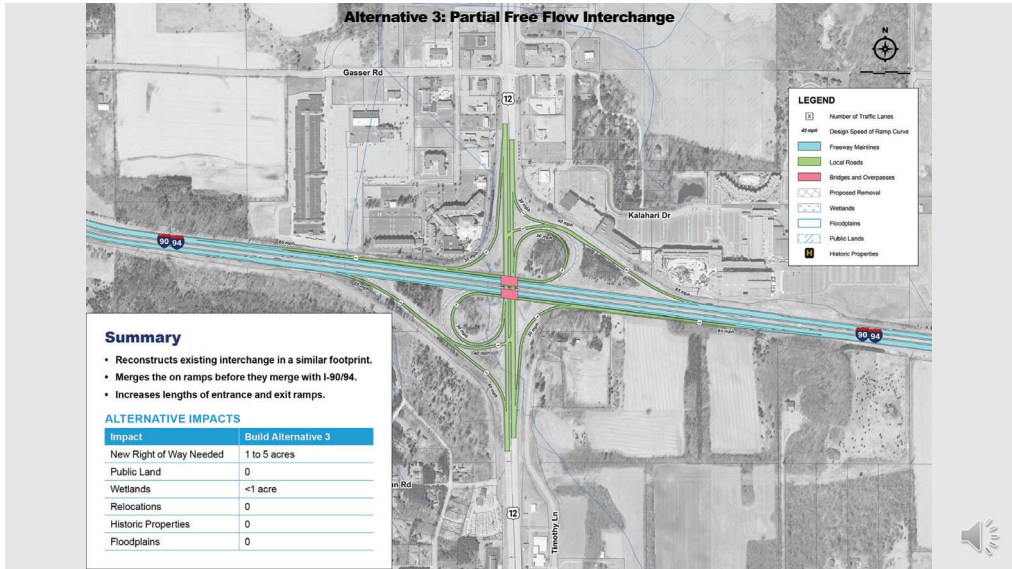 Alternative 3: Partial Free Flow Interchange
N
Gasser Rd
12
LEGEND
X Number of Traffic Lanes
45 mph Design Speed of Ramp Curve
Freeway Mainlines
Local Roads
Bridges and Overpasses
Proposed Removal
Wetlands
Floodplains
Public Lands
H Historic Properties
Kalahari Dr
90 94
65 mph
90 94
Summary
• Reconstructs existing interchange in a similar footprint.
• Merges the on ramps before they merge with I-90/94.
• Increases lengths of entrance and exit ramps.
ALTERNATIVE IMPACTS
Impact Build Alternative 3
New Right of Way Needed 1 to 5 acres
Public Land 0
Wetlands <1 acre
Relocations 0
Historic Properties 0
Floodplains 0
12
Timothy Ln